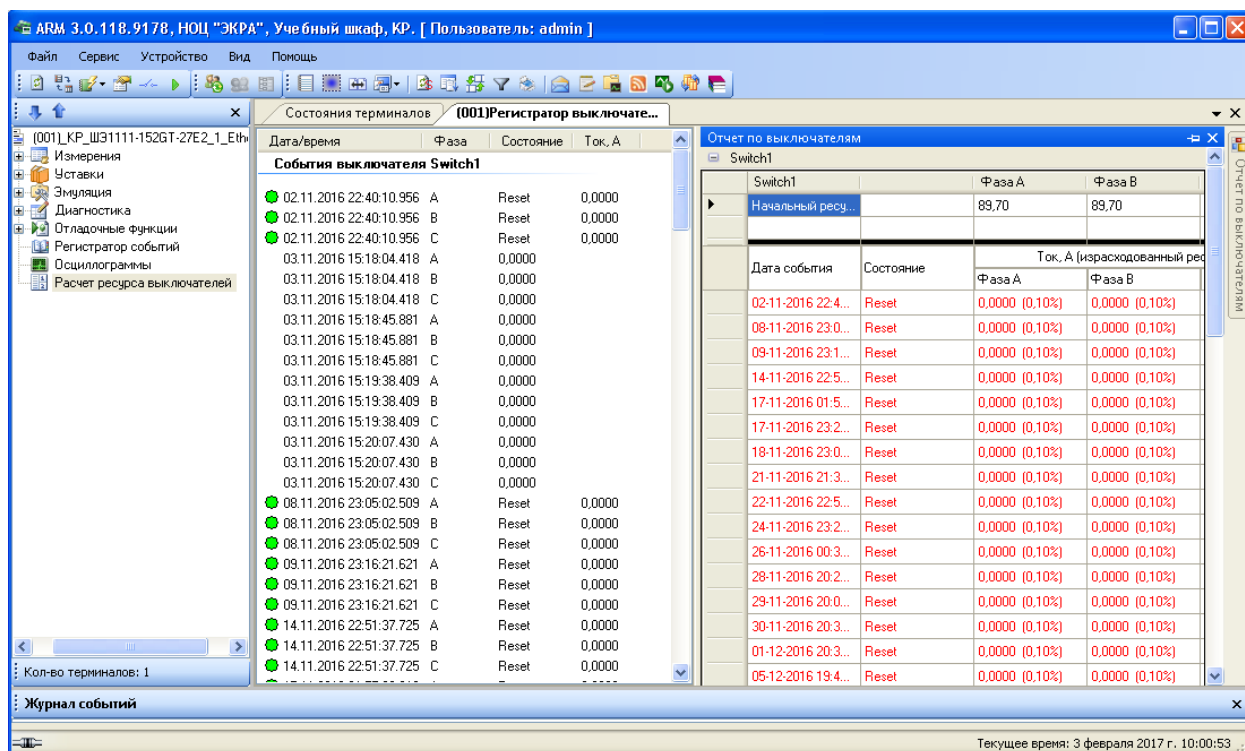 ARM 3.0.118.9178, НОЦ "ЭКРА", Учебный шкаф, КР. [ Пользователь: admin ]
Файл Сервис Устройство Вид Помощь
Состояния терминалов (001)Регистратор выключате...
(001)_КР_ШЭ1111-152GT-27E2_1_Eth
Измерения
Уставки
Эмуляция
Диагностика
Отладочные функции
Регистратор событий
Осциллограммы
Расчет ресурса выключателей
Кол-во терминалов: 1
Дата/время Фаза Состояние Ток, А
События выключателя Switch1
02.11.2016 22:40:10.956 A Reset 0,0000
02.11.2016 22:40:10.956 B Reset 0,0000
02.11.2016 22:40:10.956 C Reset 0,0000
03.11.2016 15:18:04.418 A 0,0000
03.11.2016 15:18:04.418 B 0,0000
03.11.2016 15:18:04.418 C 0,0000
03.11.2016 15:18:45.881 A 0,0000
03.11.2016 15:18:45.881 B 0,0000
03.11.2016 15:18:45.881 C 0,0000
03.11.2016 15:19:38.409 A 0,0000
03.11.2016 15:19:38.409 B 0,0000
03.11.2016 15:19:38.409 C 0,0000
03.11.2016 15:20:07.430 A 0,0000
03.11.2016 15:20:07.430 B 0,0000
03.11.2016 15:20:07.430 C 0,0000
08.11.2016 23:05:02.509 A Reset 0,0000
08.11.2016 23:05:02.509 B Reset 0,0000
08.11.2016 23:05:02.509 C Reset 0,0000
09.11.2016 23:16:21.621 A Reset 0,0000
09.11.2016 23:16:21.621 B Reset 0,0000
09.11.2016 23:16:21.621 C Reset 0,0000
14.11.2016 22:51:37.725 A Reset 0,0000
14.11.2016 22:51:37.725 B Reset 0,0000
14.11.2016 22:51:37.725 C Reset 0,0000
Отчет по выключателям
Switch1
Switch1 Фаза A Фаза B
Начальный ресу... 89,70 89,70
Дата события Состояние Ток, А (израсходованный рес
Фаза A Фаза B
02-11-2016 22:4... Reset 0,0000 (0,10%) 0,0000 (0,10%)
08-11-2016 23:0... Reset 0,0000 (0,10%) 0,0000 (0,10%)
09-11-2016 23:1... Reset 0,0000 (0,10%) 0,0000 (0,10%)
14-11-2016 22:5... Reset 0,0000 (0,10%) 0,0000 (0,10%)
17-11-2016 01:5... Reset 0,0000 (0,10%) 0,0000 (0,10%)
17-11-2016 23:2... Reset 0,0000 (0,10%) 0,0000 (0,10%)
18-11-2016 23:0... Reset 0,0000 (0,10%) 0,0000 (0,10%)
21-11-2016 21:3... Reset 0,0000 (0,10%) 0,0000 (0,10%)
22-11-2016 22:5... Reset 0,0000 (0,10%) 0,0000 (0,10%)
24-11-2016 23:2... Reset 0,0000 (0,10%) 0,0000 (0,10%)
26-11-2016 00:3... Reset 0,0000 (0,10%) 0,0000 (0,10%)
28-11-2016 20:2... Reset 0,0000 (0,10%) 0,0000 (0,10%)
29-11-2016 20:0... Reset 0,0000 (0,10%) 0,0000 (0,10%)
30-11-2016 20:3... Reset 0,0000 (0,10%) 0,0000 (0,10%)
01-12-2016 20:3... Reset 0,0000 (0,10%) 0,0000 (0,10%)
05-12-2016 19:4... Reset 0,0000 (0,10%) 0,0000 (0,10%)
Отчет по выключателям
Журнал событий
Текущее время: 3 февраля 2017 г. 10:00:53